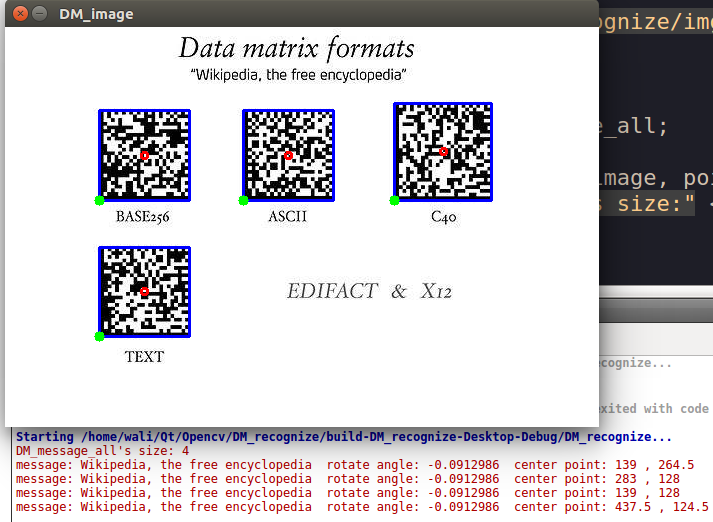 DM_image
Data matrix formats
“Wikipedia, the free encyclopedia”
BASE256
ASCII
C40
TEXT
EDIFACT & X12
ognize/img
e_all;
image, poi
s size:" <
cognize...
exited with code
Starting /home/wali/Qt/Opencv/DM_recognize/build-DM_recognize-Desktop-Debug/DM_recognize...
DM_message_all's size: 4
message: Wikipedia, the free encyclopedia  rotate angle: -0.0912986  center point: 139 , 264.5
message: Wikipedia, the free encyclopedia  rotate angle: -0.0912986  center point: 283 , 128
message: Wikipedia, the free encyclopedia  rotate angle: -0.0912986  center point: 139 , 128
message: Wikipedia, the free encyclopedia  rotate angle: -0.0912986  center point: 437.5 , 124.5